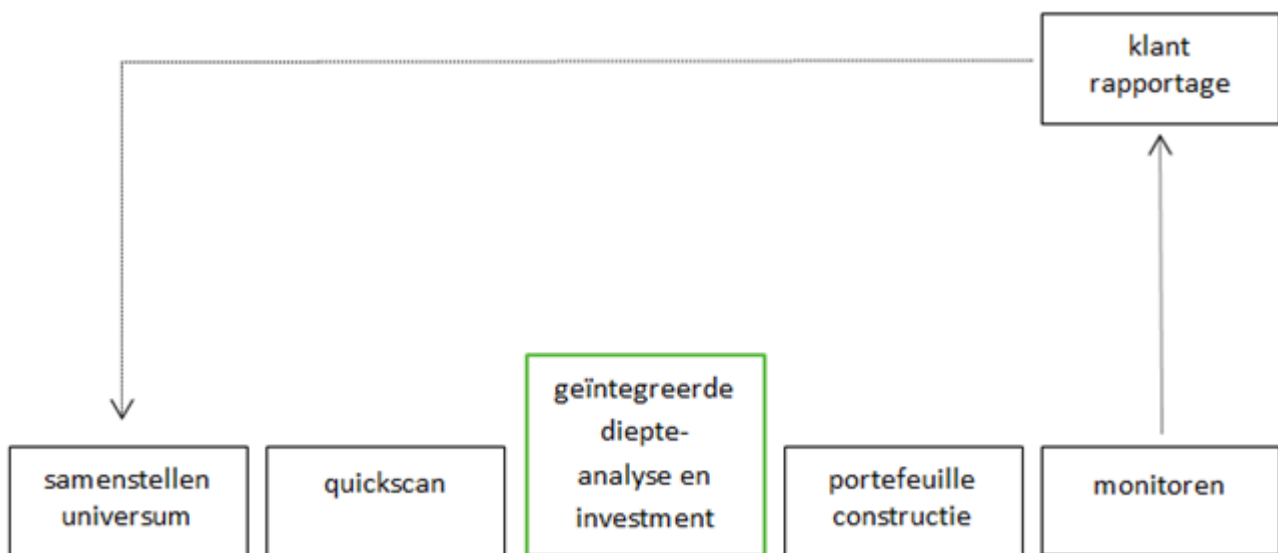 klant
rapportage
samenstellen
universum
quickscan
geïntegreerde
diepte-
analyse en
investment
portefeuille
constructie
monitoren